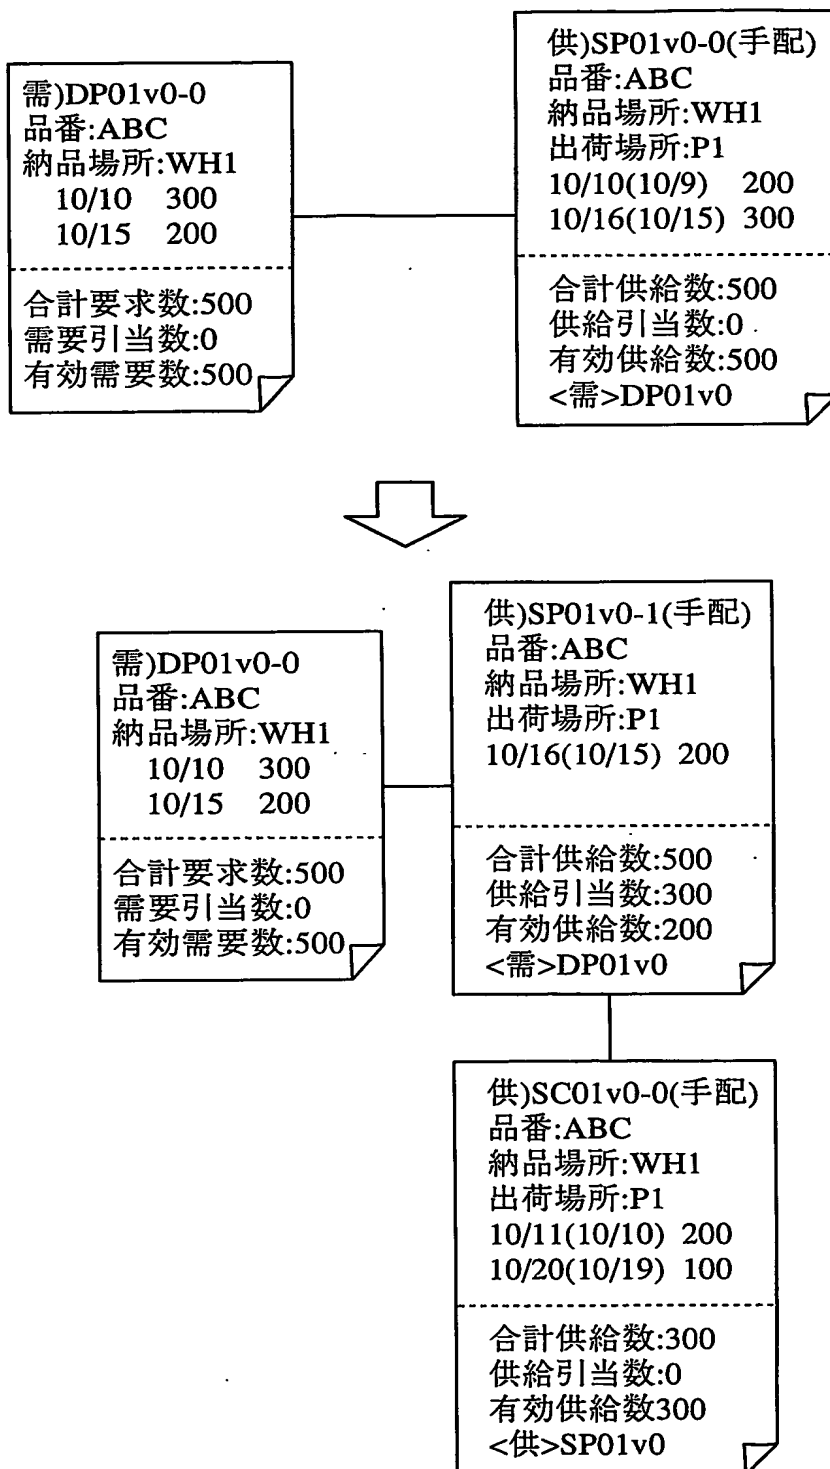 需)DP01v0-0
品番:ABC
納品場所:WH1
10/10 300
10/15 200
合計要求数:500
需要引当数:0
有効需要数:500
供)SP01v0-0(手配)
品番:ABC
納品場所:WH1
出荷場所:P1
10/10(10/9) 200
10/16(10/15) 300
合計供給数:500
供給引当数:0
有効供給数:500
<需>DP01v0
需)DP01v0-0
品番:ABC
納品場所:WH1
10/10 300
10/15 200
合計要求数:500
需要引当数:0
有効需要数:500
供)SP01v0-1(手配)
品番:ABC
納品場所:WH1
出荷場所:P1
10/16(10/15) 200
合計供給数:500
供給引当数:300
有効供給数:200
<需>DP01v0
供)SC01v0-0(手配)
品番:ABC
納品場所:WH1
出荷場所:P1
10/11(10/10) 200
10/20(10/19) 100
合計供給数:300
供給引当数:0
有効供給数300
<供>SP01v0